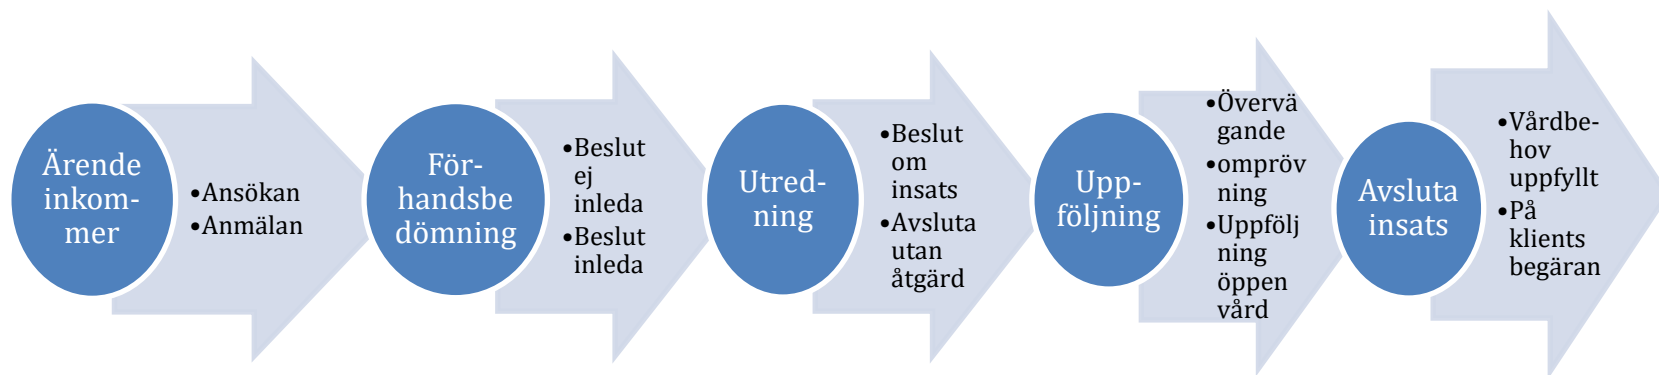 Ärende
inkom-
mer
•Ansökan
•Anmälan
För-
handsbe
dömning
•Beslut
ej
inleda
•Beslut
inleda
Utred-
ning
•Beslut
om
insats
•Avsluta
utan
åtgärd
Upp-
följning
•Övervä
gande
•ompröv
ning
•Uppfölj
ning
öppen
vård
Avsluta
insats
•Vårdbe-
hov
uppfyllt
•På
klients
begäran